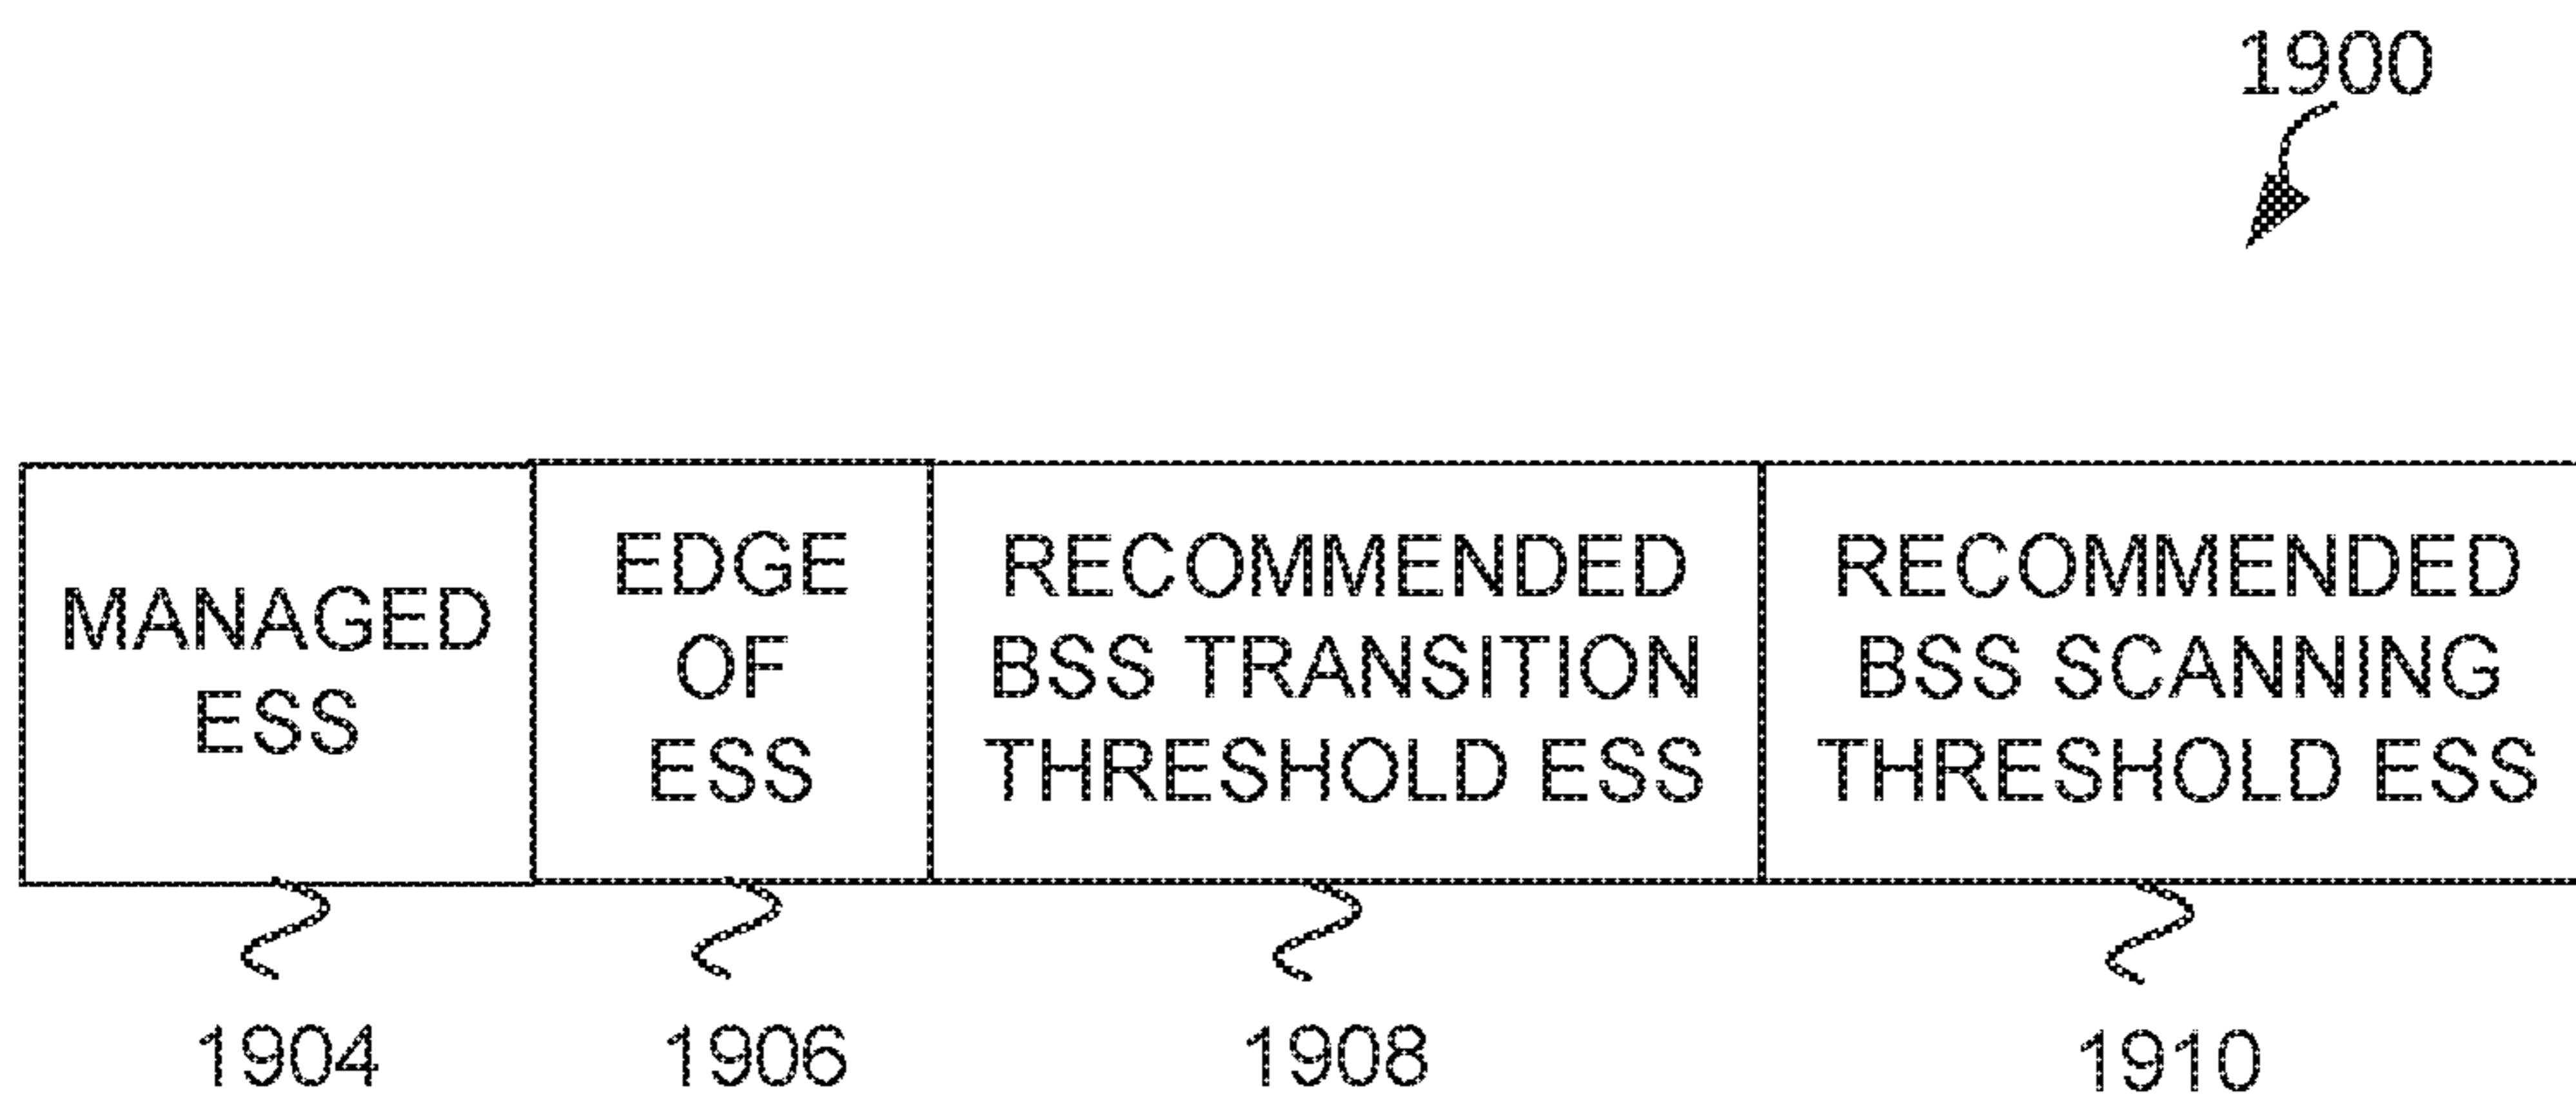 1900
MANAGED
ESS
EDGE
OF
ESS
RECOMMENDED
BSS TRANSITION
THRESHOLD ESS
RECOMMENDED
BSS SCANNING
THRESHOLD ESS
1904
1906
1908
1910